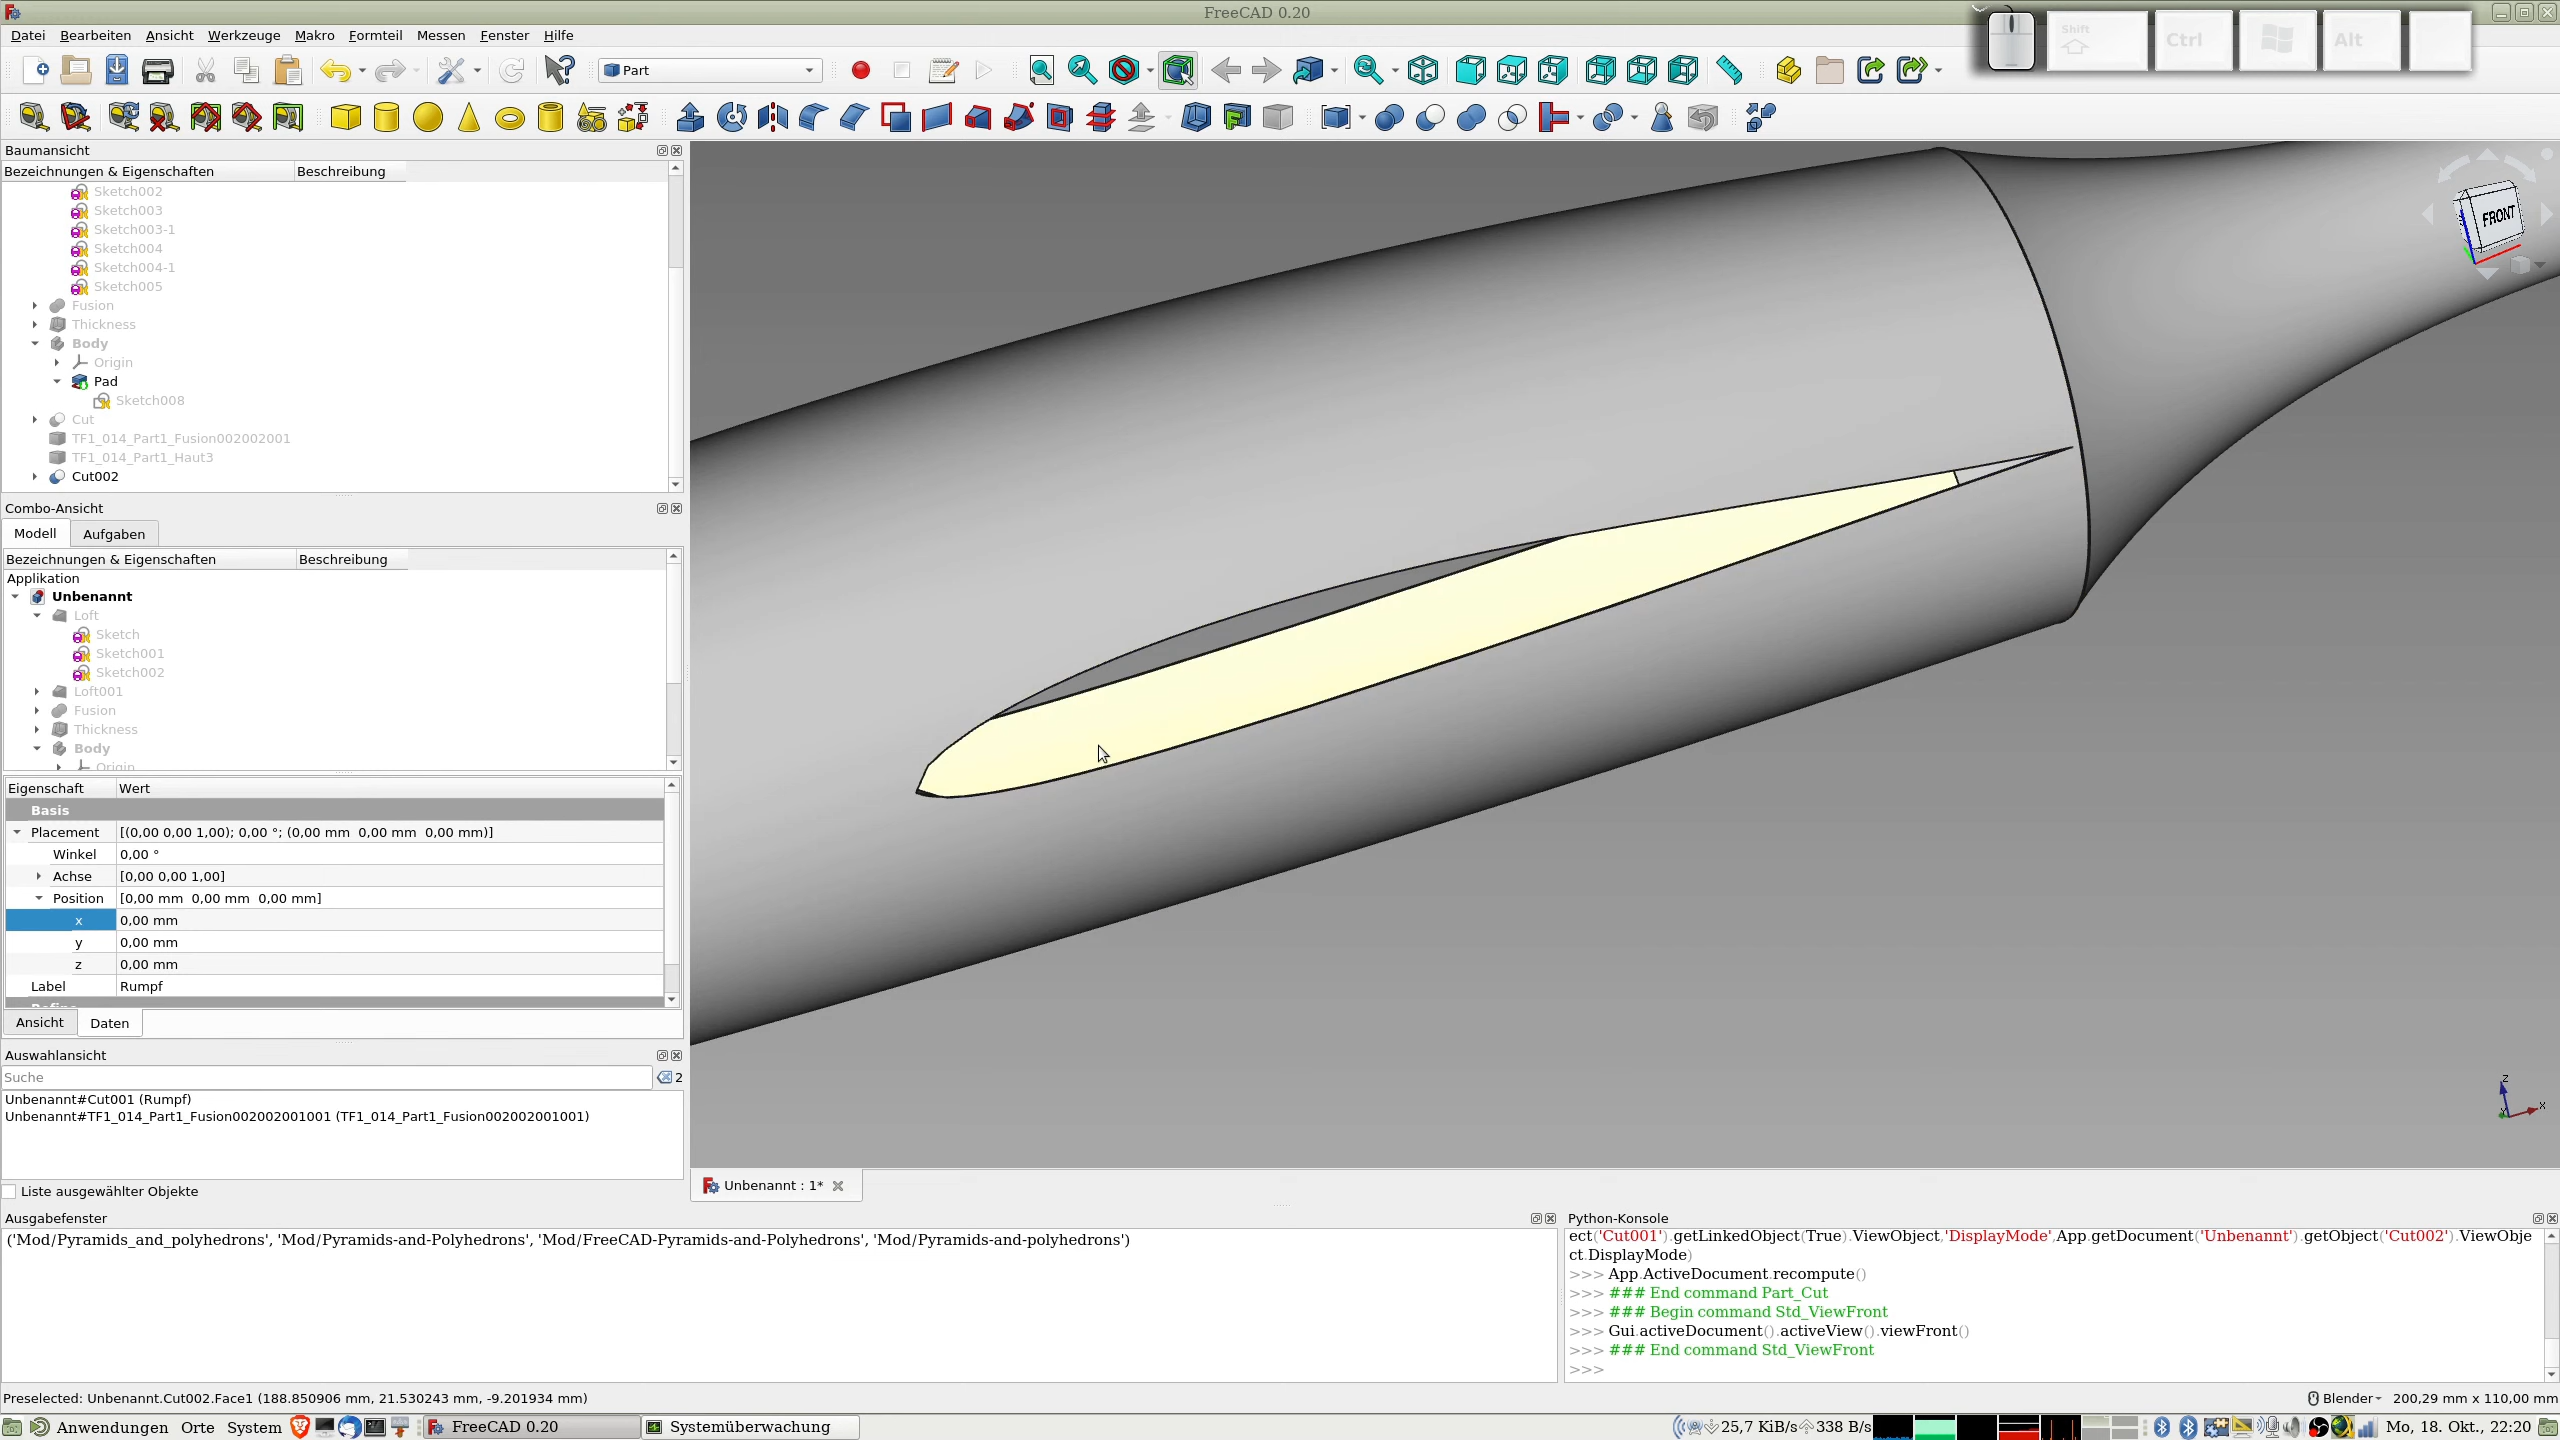 FreeCAD 0.20
Datei Bearbeiten Ansicht Werkzeuge Makro Formteil Messen Fenster Hilfe
Shift Ctrl Alt
Part
Baumansicht
Bezeichnungen & Eigenschaften Beschreibung
Sketch002
Sketch003
Sketch003-1
Sketch004
Sketch004-1
Sketch005
Fusion
Thickness
Body
Origin
Pad
Sketch008
Cut
TF1_014_Part1_Fusion002002001
TF1_014_Part1_Haut3
Cut002
FRONT
Combo-Ansicht
Modell Aufgaben
Bezeichnungen & Eigenschaften Beschreibung
Applikation
Unbenannt
Loft
Sketch
Sketch001
Sketch002
Loft001
Fusion
Thickness
Body
Origin
Eigenschaft Wert
Basis
Placement [(0,00 0,00 1,00); 0,00 °; (0,00 mm 0,00 mm 0,00 mm)]
Winkel 0,00 °
Achse [0,00 0,00 1,00]
Position [0,00 mm 0,00 mm 0,00 mm]
x 0,00 mm
y 0,00 mm
z 0,00 mm
Label Rumpf
Ansicht Daten
Auswahlansicht
Suche 2
Unbenannt#Cut001 (Rumpf)
Unbenannt#TF1_014_Part1_Fusion002002001001 (TF1_014_Part1_Fusion002002001001)
Liste ausgewählter Objekte
z
x
Unbenannt : 1*
Ausgabefenster
('Mod/Pyramids_and_polyhedrons', 'Mod/Pyramids-and-Polyhedrons', 'Mod/FreeCAD-Pyramids-and-Polyhedrons', 'Mod/Pyramids-and-polyhedrons')
Python-Konsole
ect('Cut001').getLinkedObject(True).ViewObject,'DisplayMode',App.getDocument('Unbenannt').getObject('Cut002').ViewObje
ct.DisplayMode)
>>> App.ActiveDocument.recompute()
>>> ### End command Part_Cut
>>> ### Begin command Std_ViewFront
>>> Gui.activeDocument().activeView().viewFront()
>>> ### End command Std_ViewFront
>>>
Preselected: Unbenannt.Cut002.Face1 (188.850906 mm, 21.530243 mm, -9.201934 mm)
Blender 200,29 mm x 110,00 mm
Anwendungen Orte System FreeCAD 0.20 Systemüberwachung 25,7 KiB/s 338 B/s Mo, 18. Okt., 22:20